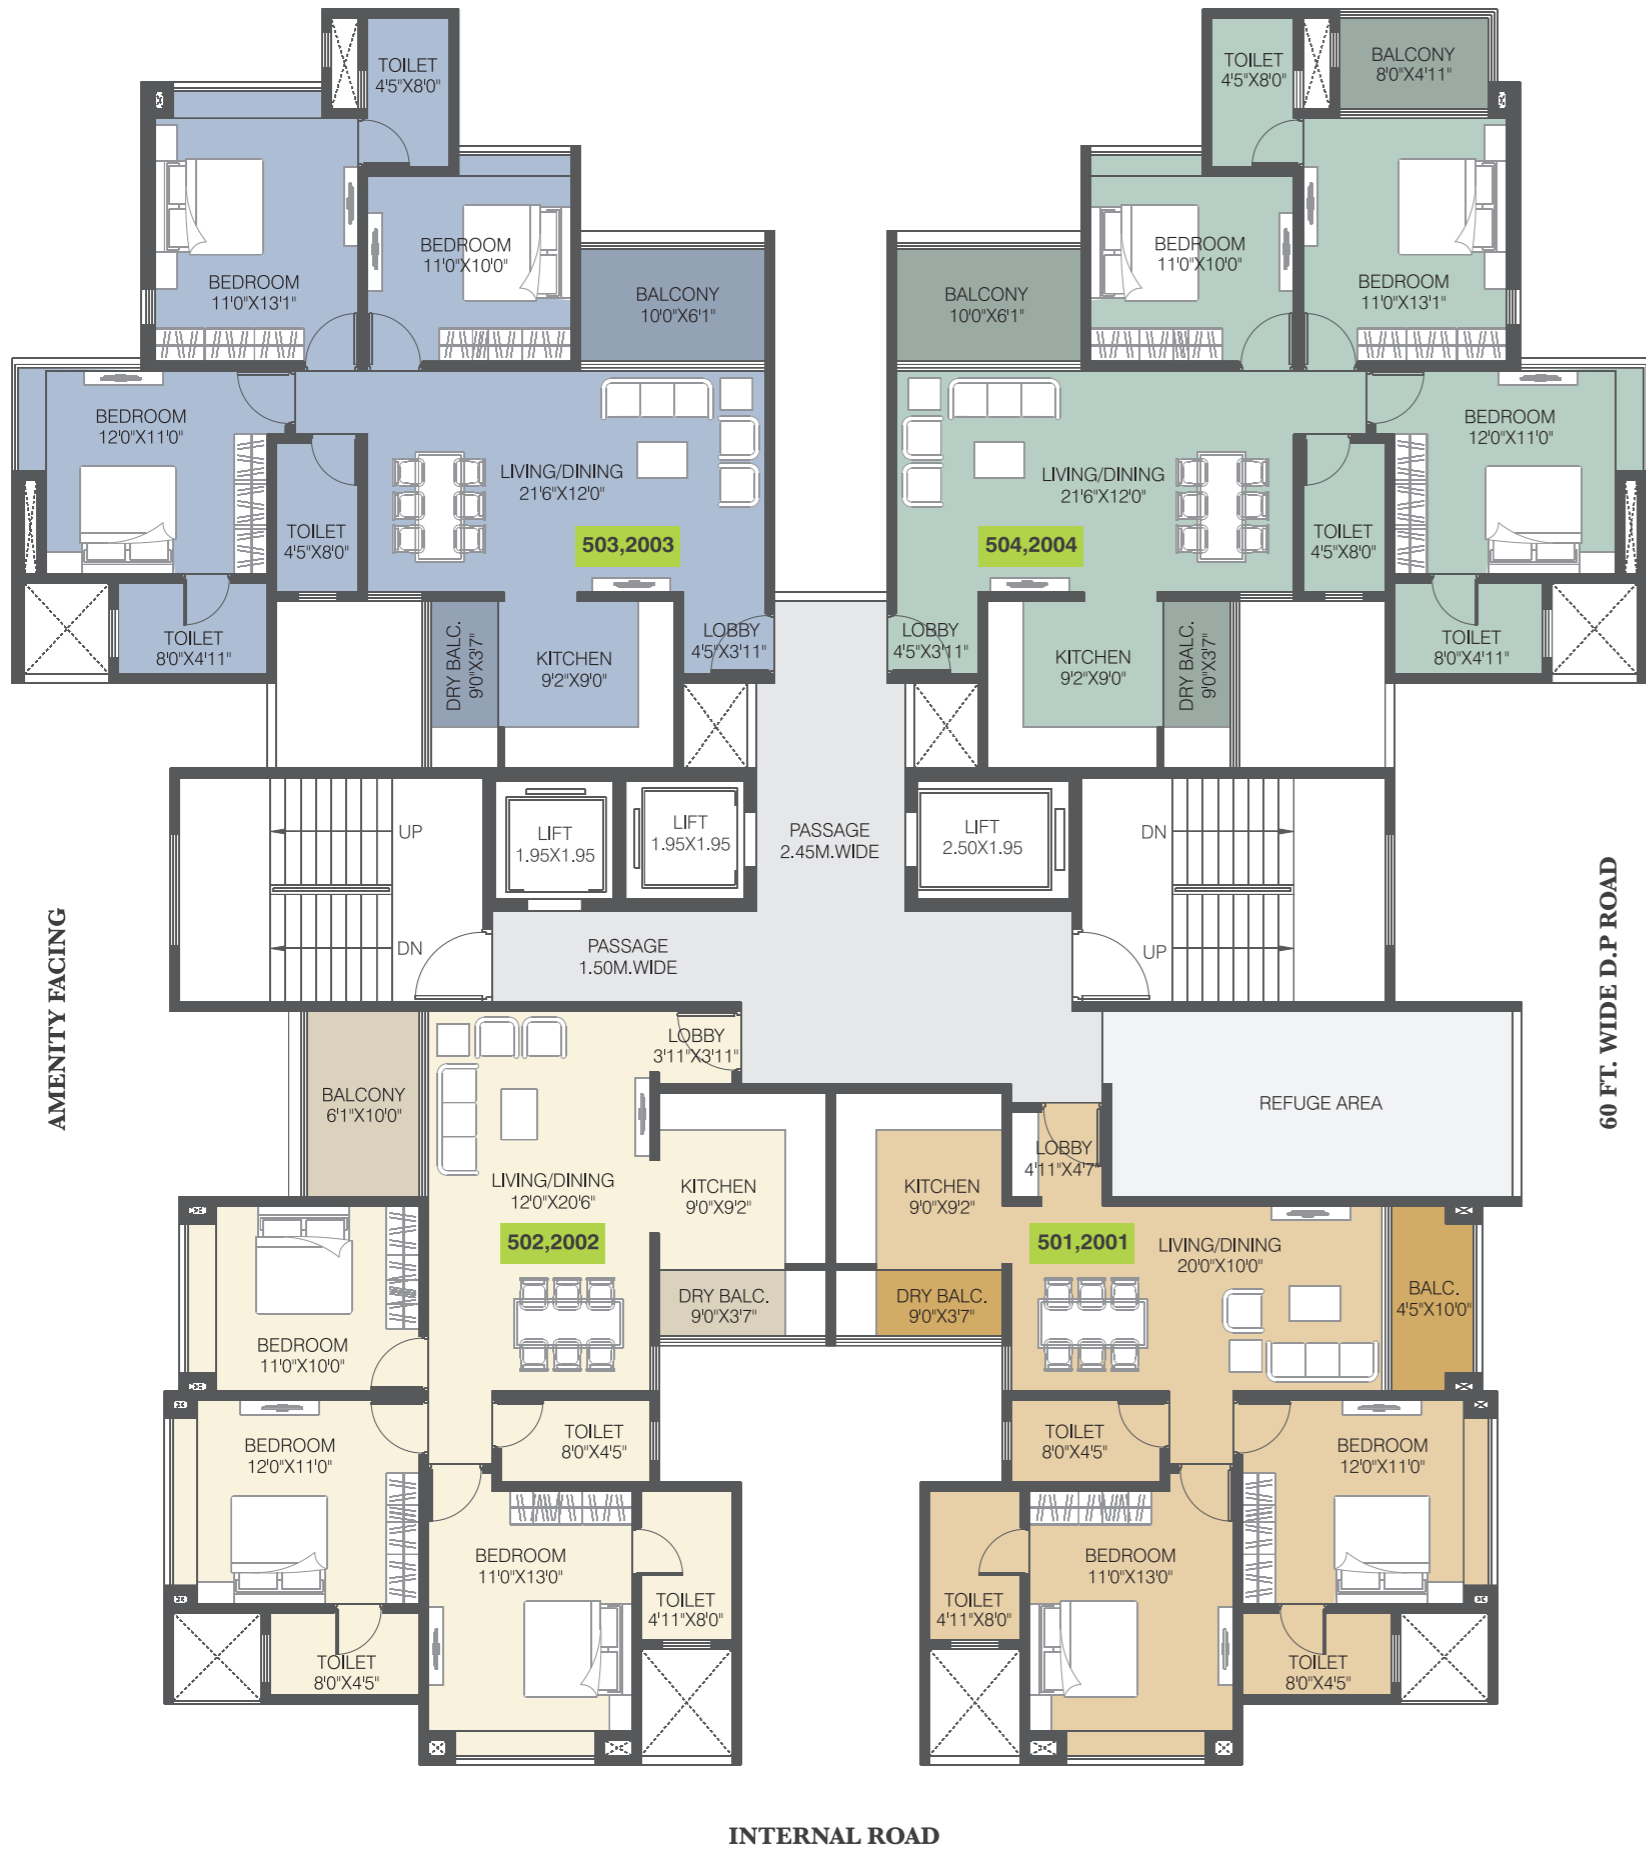 TOILET
4'5"X8'0"
TOILET
4'5"X8'0"
BALCONY
8'0"X4'11"
BEDROOM
11'0"X13'1"
BEDROOM
11'0"X10'0"
BALCONY
10'0"X6'1"
BALCONY
10'0"X6'1"
BEDROOM
11'0"X10'0"
BEDROOM
11'0"X13'1"
BEDROOM
12'0"X11'0"
LIVING/DINING
21'6"X12'0"
503,2003
TOILET
4'5"X8'0"
LIVING/DINING
21'6"X12'0"
504,2004
BEDROOM
12'0"X11'0"
TOILET
4'5"X8'0"
TOILET
8'0"X4'11"
DRY BALC.
9'0"X3'7"
KITCHEN
9'2"X9'0"
LOBBY
4'5"X3'11"
LOBBY
4'5"X3'11"
KITCHEN
9'2"X9'0"
DRY BALC.
9'0"X3'7"
TOILET
8'0"X4'11"
UP
DN
LIFT
1.95X1.95
LIFT
1.95X1.95
PASSAGE
2.45M.WIDE
LIFT
2.50X1.95
DN
UP
PASSAGE
1.50M.WIDE
AMENITY FACING
60 FT. WIDE D.P ROAD
BALCONY
6'1"X10'0"
LOBBY
3'11"X3'11"
REFUGE AREA
LIVING/DINING
12'0"X20'6"
502,2002
KITCHEN
9'0"X9'2"
KITCHEN
9'0"X9'2"
LOBBY
4'11"X4'7"
501,2001
LIVING/DINING
20'0"X10'0"
BALC.
4'5"X10'0"
DRY BALC.
9'0"X3'7"
DRY BALC.
9'0"X3'7"
BEDROOM
11'0"X10'0"
BEDROOM
12'0"X11'0"
TOILET
8'0"X4'5"
TOILET
8'0"X4'5"
BEDROOM
12'0"X11'0"
BEDROOM
11'0"X13'0"
TOILET
4'11"X8'0"
TOILET
4'11"X8'0"
BEDROOM
11'0"X13'0"
TOILET
8'0"X4'5"
TOILET
8'0"X4'5"
INTERNAL ROAD